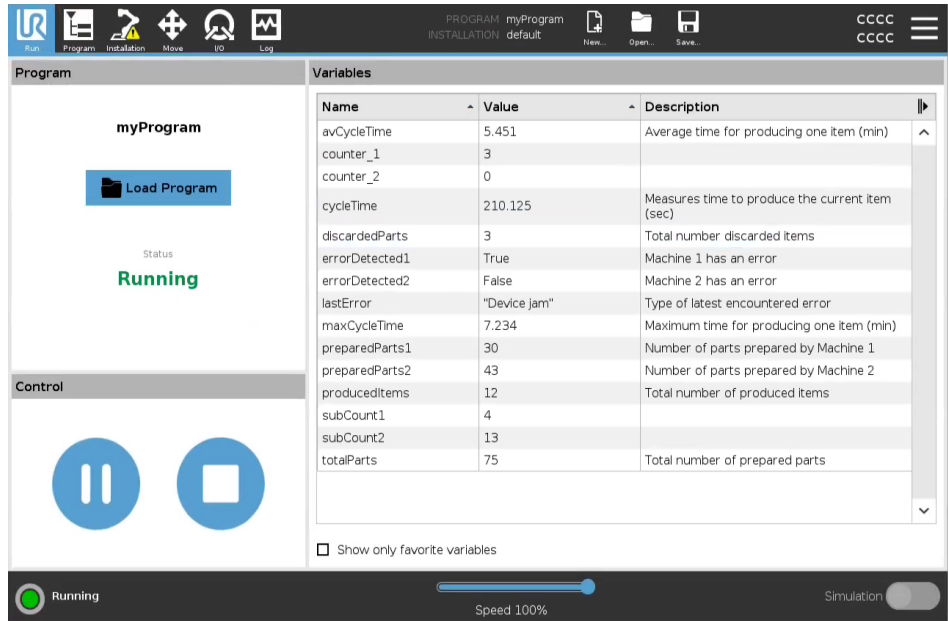 UR
Run
Program
Installation
Move
I/O
Log
PROGRAM myProgram
INSTALLATION default
New...
Open...
Save...
CCCC
CCCC
Program
myProgram
Load Program
Status
Running
Control
Variables
Name Value Description
avCycleTime 5.451 Average time for producing one item (min)
counter_1 3
counter_2 0
cycleTime 210.125 Measures time to produce the current item
(sec)
discardedParts 3 Total number discarded items
errorDetected1 True Machine 1 has an error
errorDetected2 False Machine 2 has an error
lastError "Device jam" Type of latest encountered error
maxCycleTime 7.234 Maximum time for producing one item (min)
preparedParts1 30 Number of parts prepared by Machine 1
preparedParts2 43 Number of parts prepared by Machine 2
producedItems 12 Total number of produced items
subCount1 4
subCount2 13
totalParts 75 Total number of prepared parts
Show only favorite variables
Running
Speed 100%
Simulation